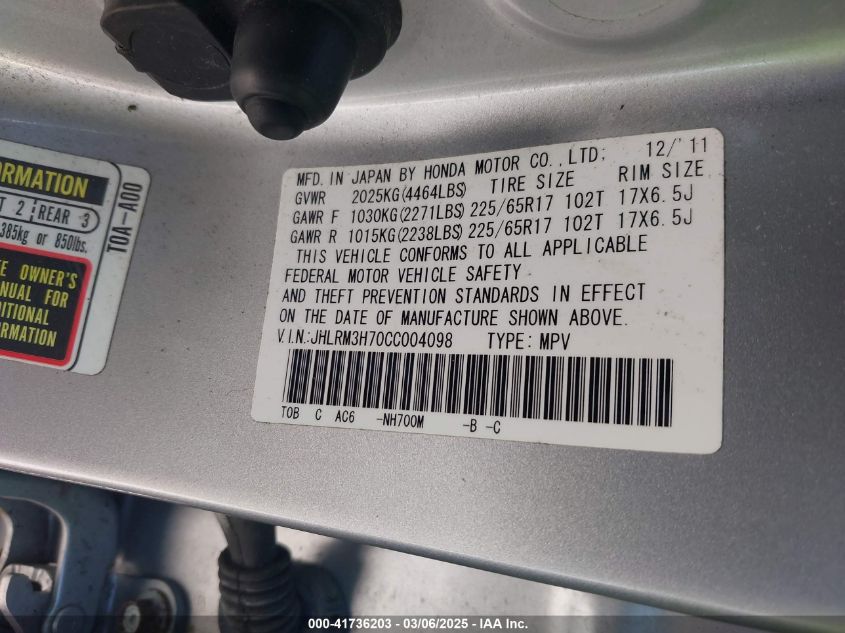 ORMATION
T 2 REAR 3
385kg or 850lbs.
E OWNER'S
NUAL FOR
DITIONAL
ORMATION
TOA-A00
MFD. IN JAPAN BY HONDA MOTOR CO., LTD; 12/'11
GVWR 2025KG(4464LBS) TIRE SIZE RIM SIZE
GAWR F 1030KG(2271LBS) 225/65R17 102T 17X6.5J
GAWR R 1015KG(2238LBS) 225/65R17 102T 17X6.5J
THIS VEHICLE CONFORMS TO ALL APPLICABLE
FEDERAL MOTOR VEHICLE SAFETY
AND THEFT PREVENTION STANDARDS IN EFFECT
ON THE DATE OF MANUFACTURE SHOWN ABOVE.
V.I.N.:JHLRM3H70CC004098 TYPE: MPV
TOB C AC6 -NH700M -B -C
000-41736203 - 03/06/2025 - IAA Inc.